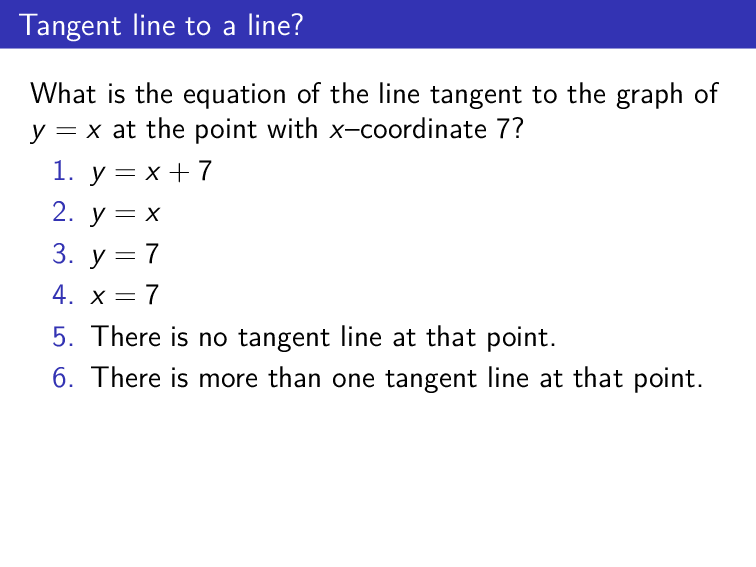 Tangent line to a line?
What is the equation of the line tangent to the graph of
y = x at the point with x–coordinate 7?
1. y = x + 7
2. y = x
3. y = 7
4. x = 7
5. There is no tangent line at that point.
6. There is more than one tangent line at that point.